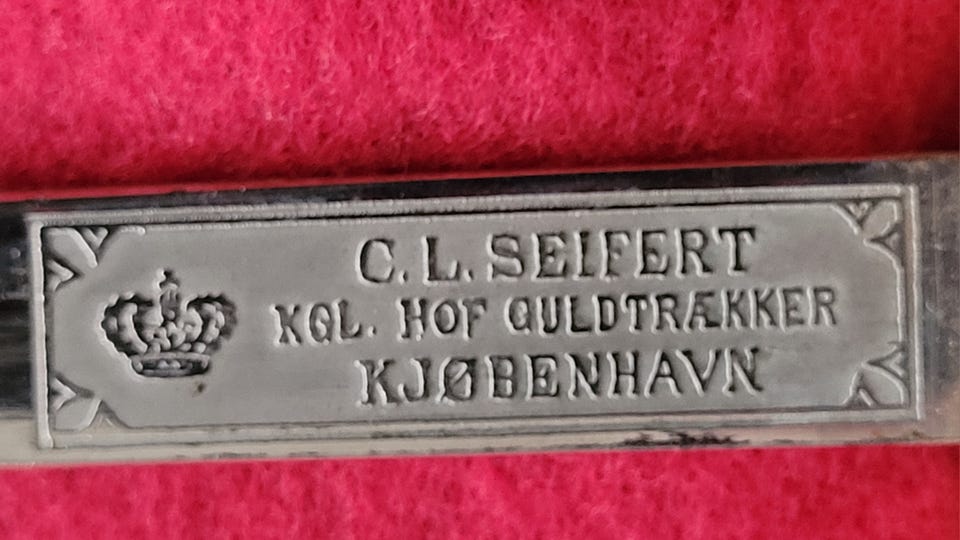 C. L. SEIFERT
KGL. HOF GULDTRÆKKER
KJØBENHAVN